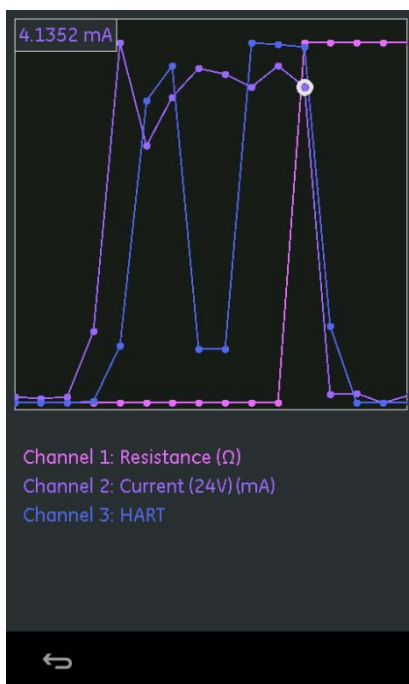 4.1352 mA
Channel 1: Resistance (Ω)
Channel 2: Current (24V) (mA)
Channel 3: HART